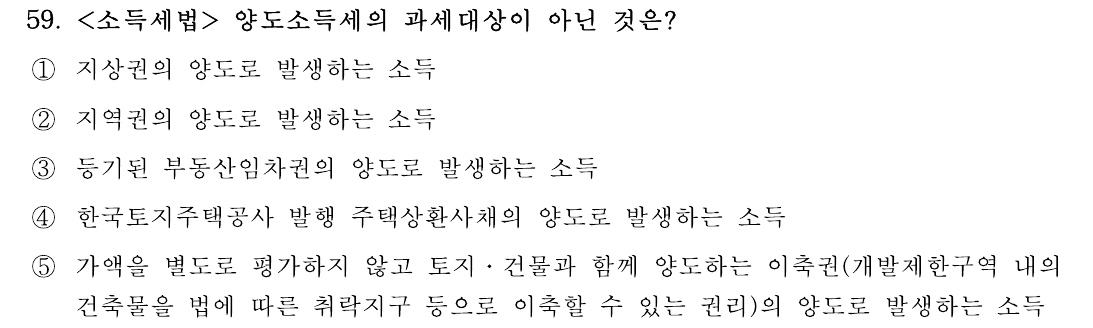 59. <소득세법> 양도소득세의 과세대상이 아닌 것은?
① 지상권의 양도로 발생하는 소득
② 지역권의 양도로 발생하는 소득
③ 등기된 부동산임차권의 양도로 발생하는 소득
④ 한국토지주택공사 발행 주택상환사채의 양도로 발생하는 소득
⑤ 가액을 별도로 평가하지 않고 토지·건물과 함께 양도하는 이축권(개발제한구역 내의
건축물을 법에 따른 취락지구 등으로 이축할 수 있는 권리)의 양도로 발생하는 소득